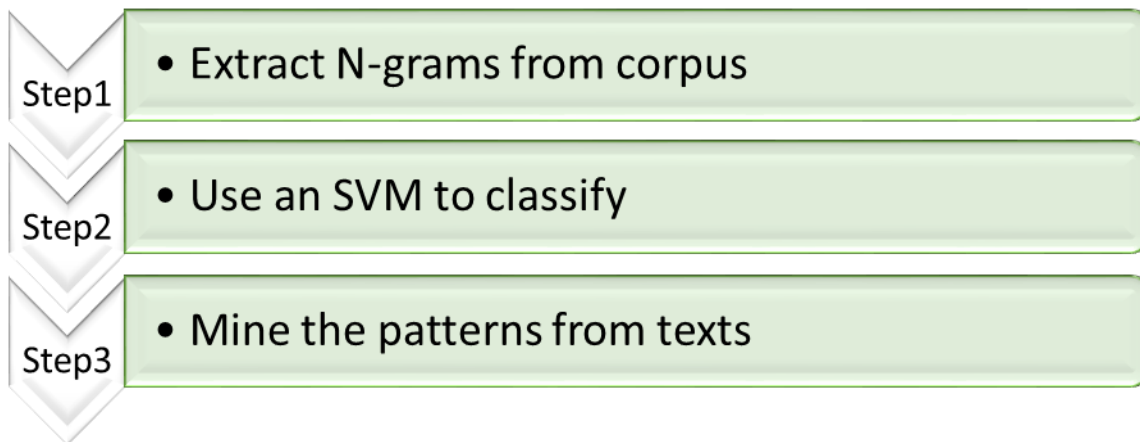 Step1
• Extract N-grams from corpus
Step2
• Use an SVM to classify
Step3
• Mine the patterns from texts